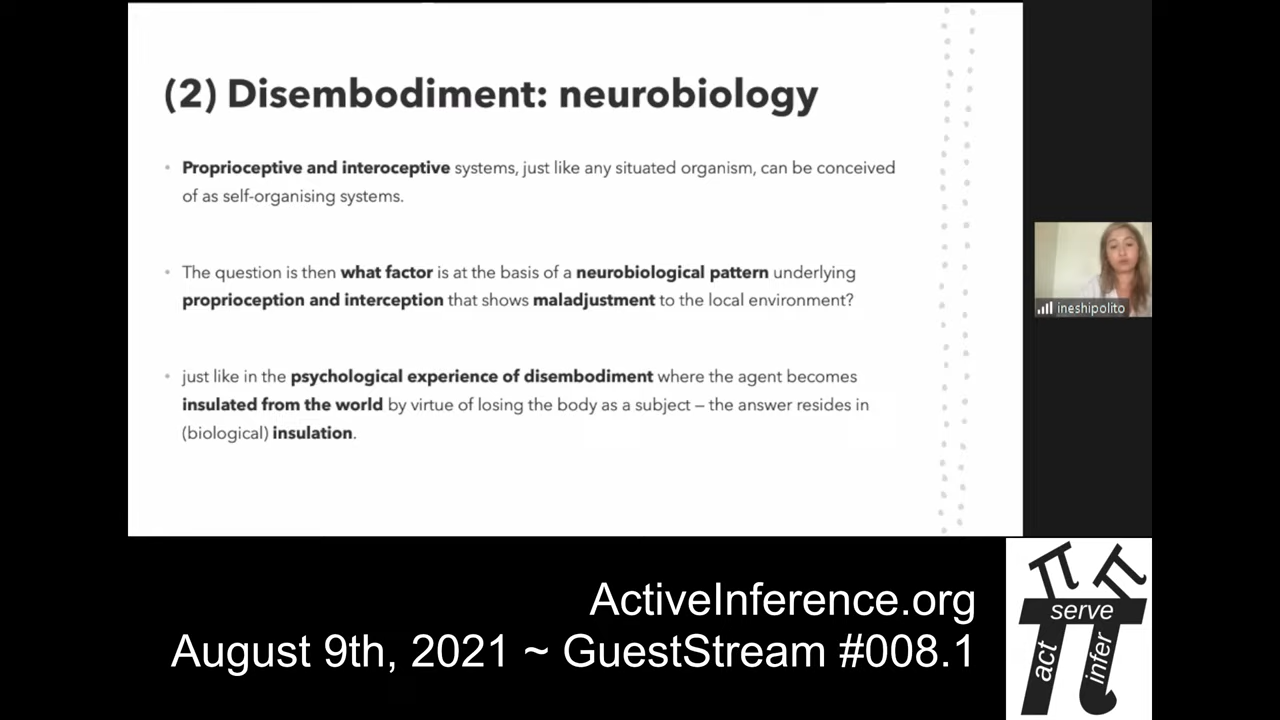 (2) Disembodiment: neurobiology
Proprioceptive and interoceptive systems, just like any situated organism, can be conceived
of as self-organising systems.
The question is then what factor is at the basis of a neurobiological pattern underlying
proprioception and interception that shows maladjustment to the local environment?
just like in the psychological experience of disembodiment where the agent becomes
insulated from the world by virtue of losing the body as a subject – the answer resides in
(biological) insulation.
ineshipolito
ActiveInference.org
August 9th, 2021 ~ GuestStream #008.1
serve
act
infer